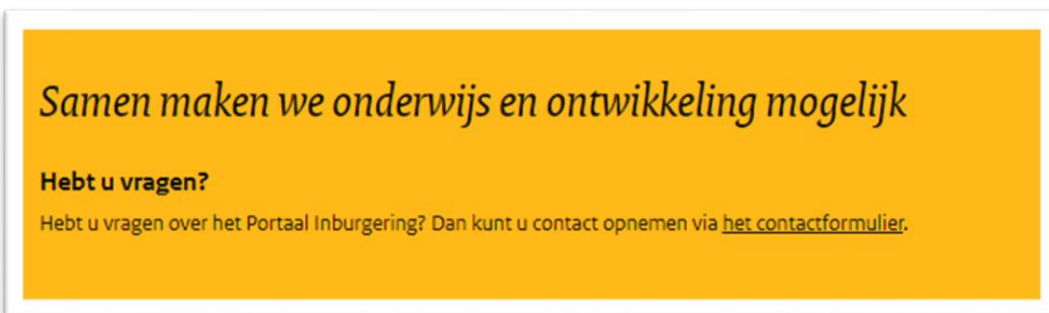 Samen maken we onderwijs en ontwikkeling mogelijk
Hebt u vragen?
Hebt u vragen over het Portaal Inburgering? Dan kunt u contact opnemen via het contactformulier.